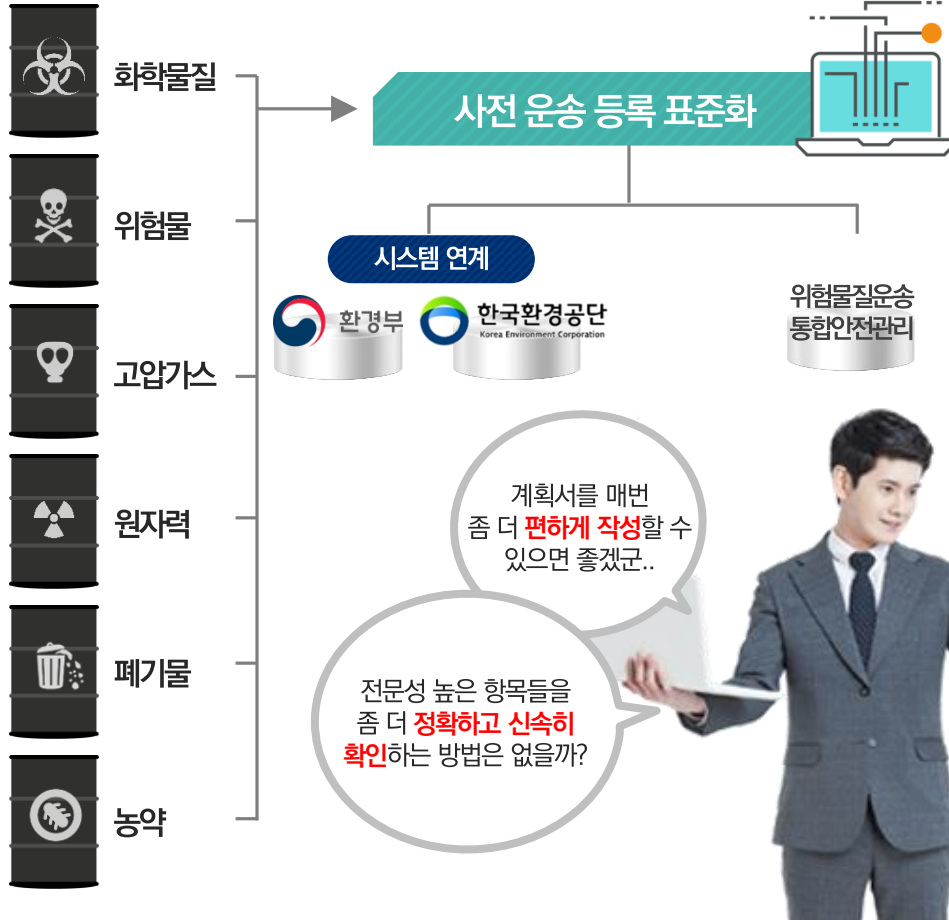 화학물질
위험물
고압가스
원자력
폐기물
농약
사전 운송 등록 표준화
시스템 연계
환경부
한국환경공단
Korea Environment Corporation
위험물질운송
통합안전관리
계획서를 매번
좀 더 편하게 작성할 수
있으면 좋겠군..
전문성 높은 항목들을
좀 더 정확하고 신속히
확인하는 방법은 없을까?